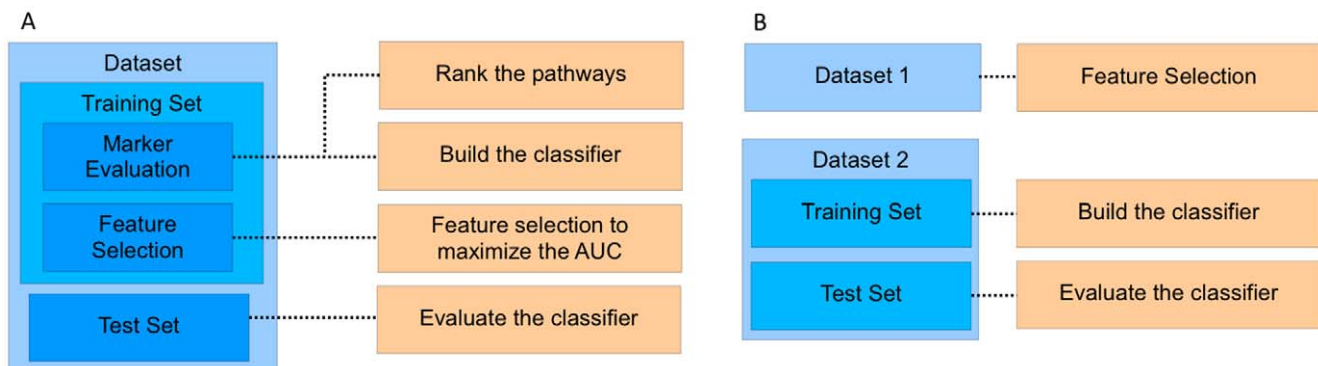 A
Dataset
Training Set
Marker
Evaluation
Feature
Selection
Test Set
Rank the pathways
Build the classifier
Feature selection to
maximize the AUC
Evaluate the classifier
B
Dataset 1
Feature Selection
Dataset 2
Training Set
Build the classifier
Test Set
Evaluate the classifier